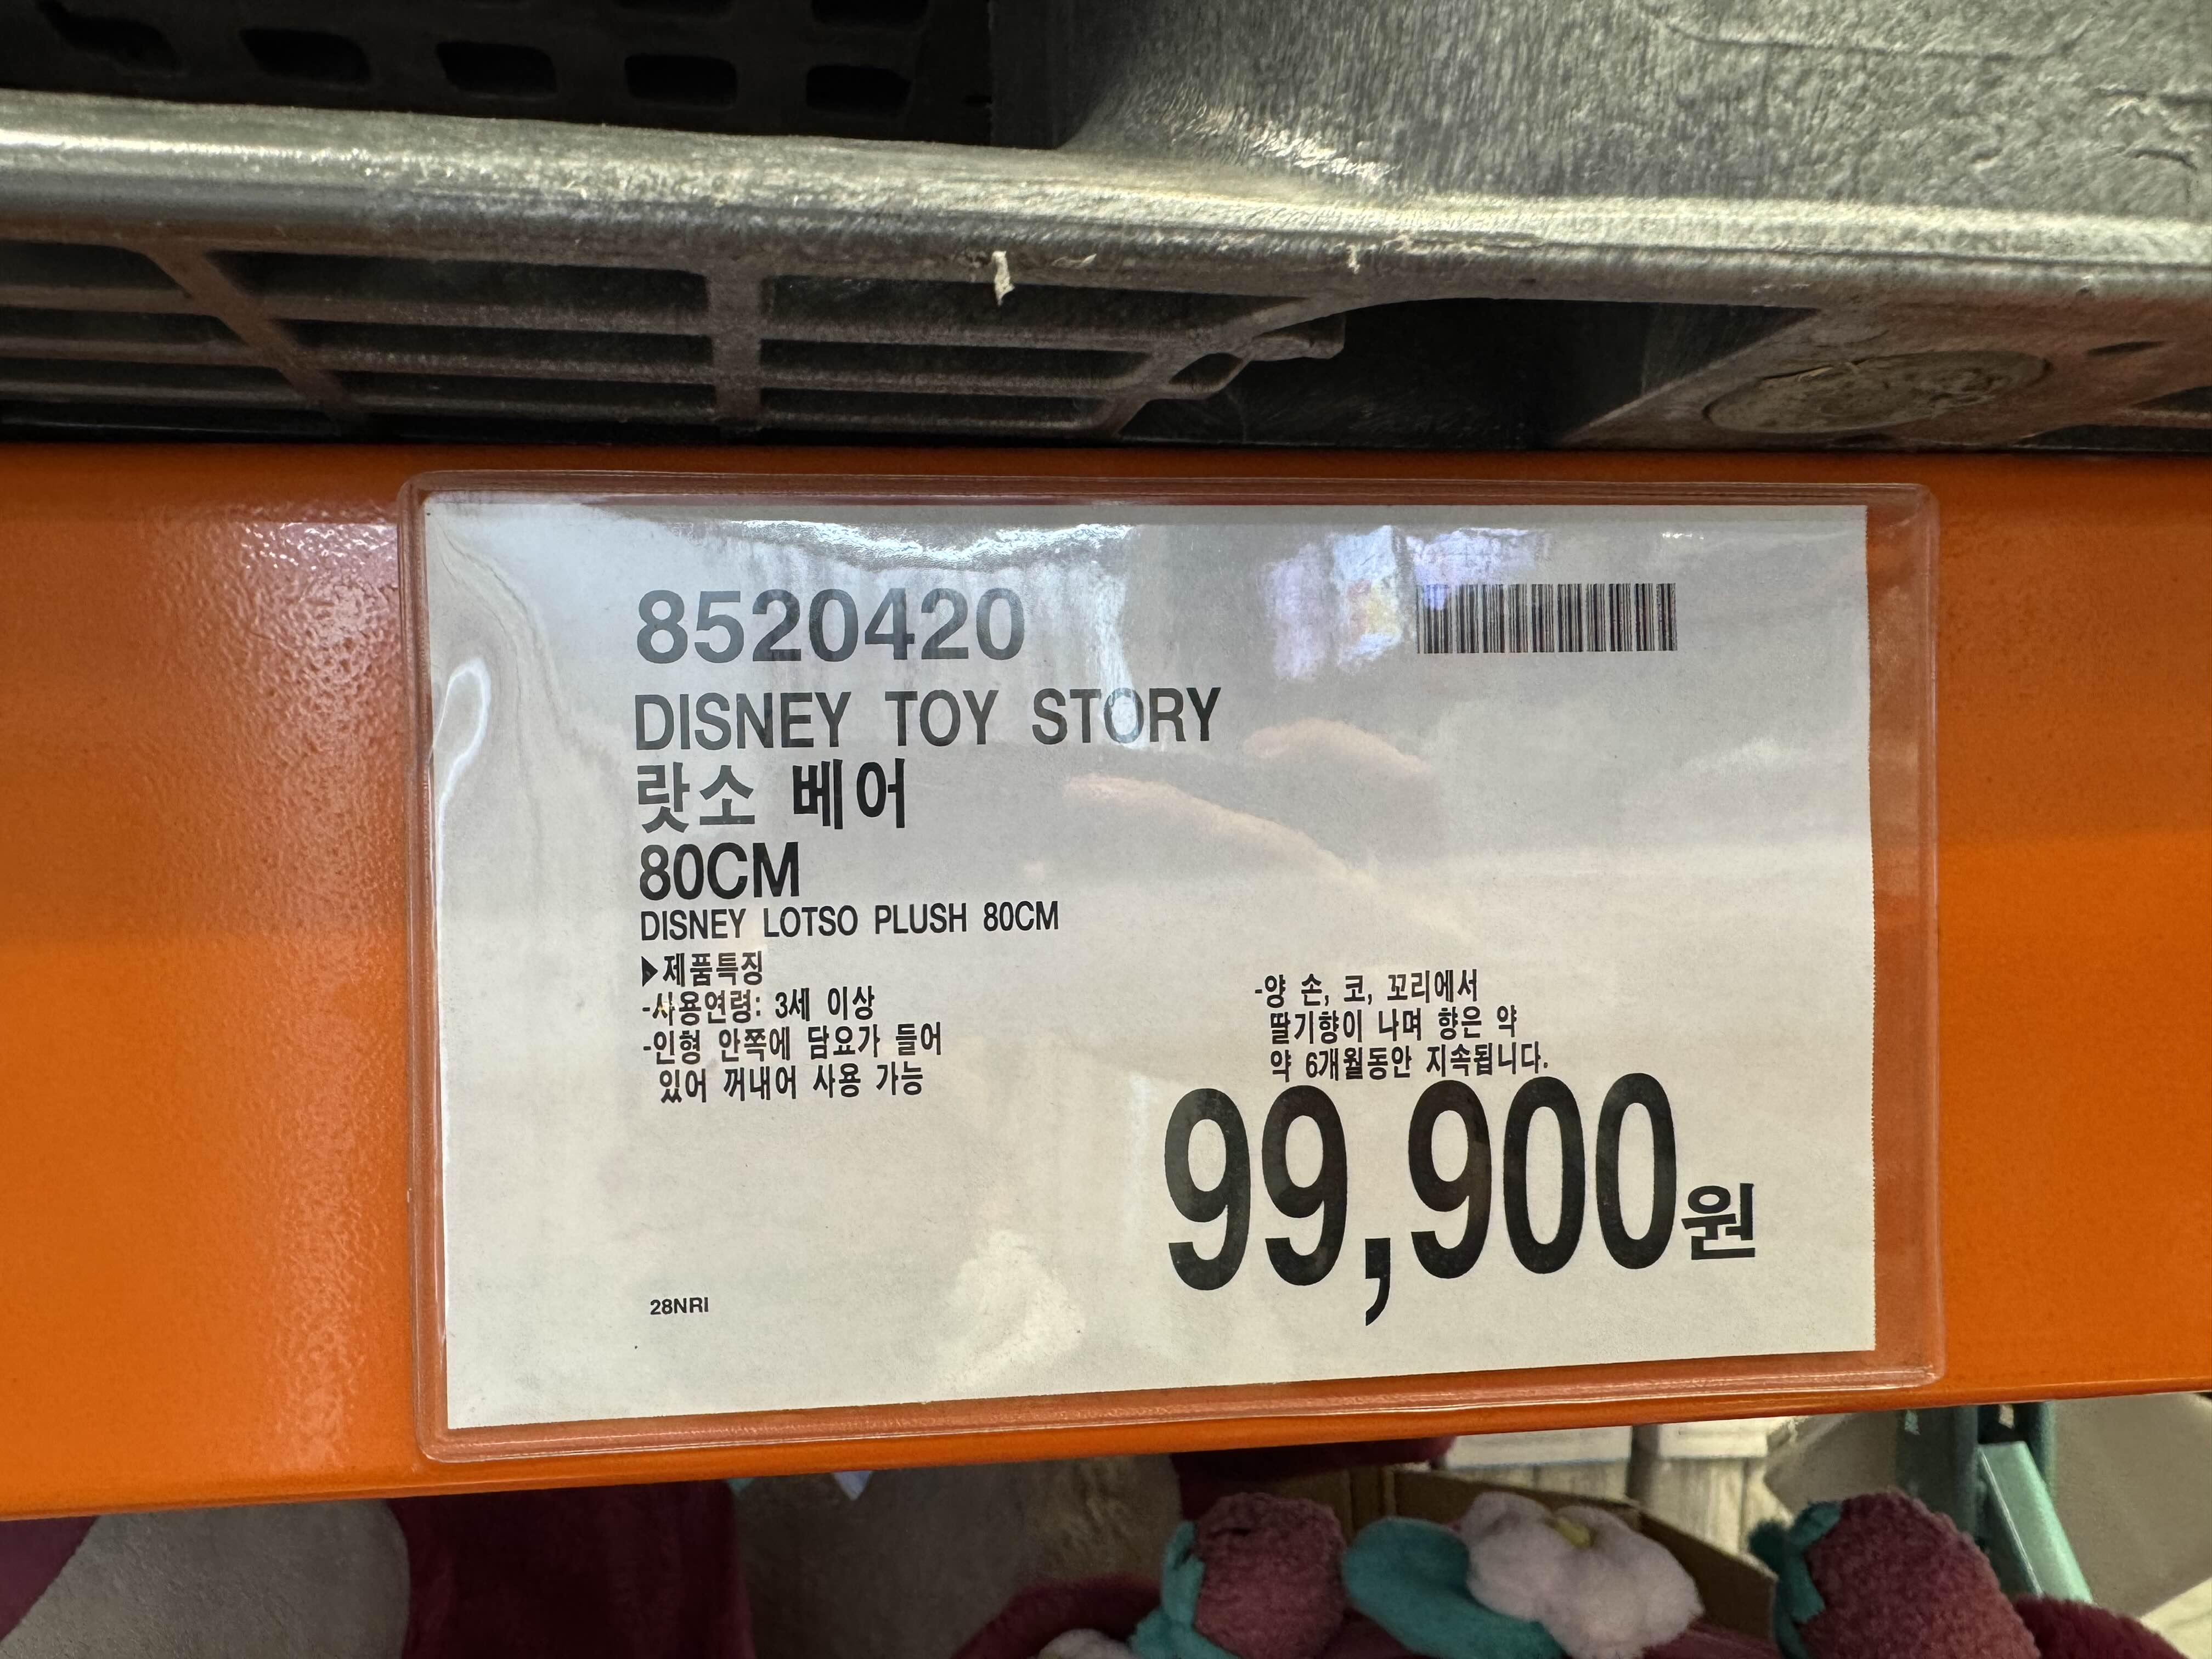 8520420
DISNEY TOY STORY
랏소 베어
80CM
DISNEY LOTSO PLUSH 80CM
▶제품특징
-사용연령: 3세 이상
-인형 안쪽에 담요가 들어
있어 꺼내어 사용 가능
-양 손, 코, 꼬리에서
딸기향이 나며 향은 약
약 6개월동안 지속됩니다.
99,900원
28NRI